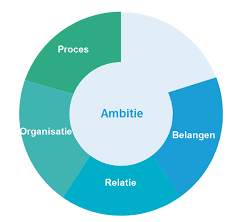 Proces
Ambitie
Organisatie
Belangen
Relatie